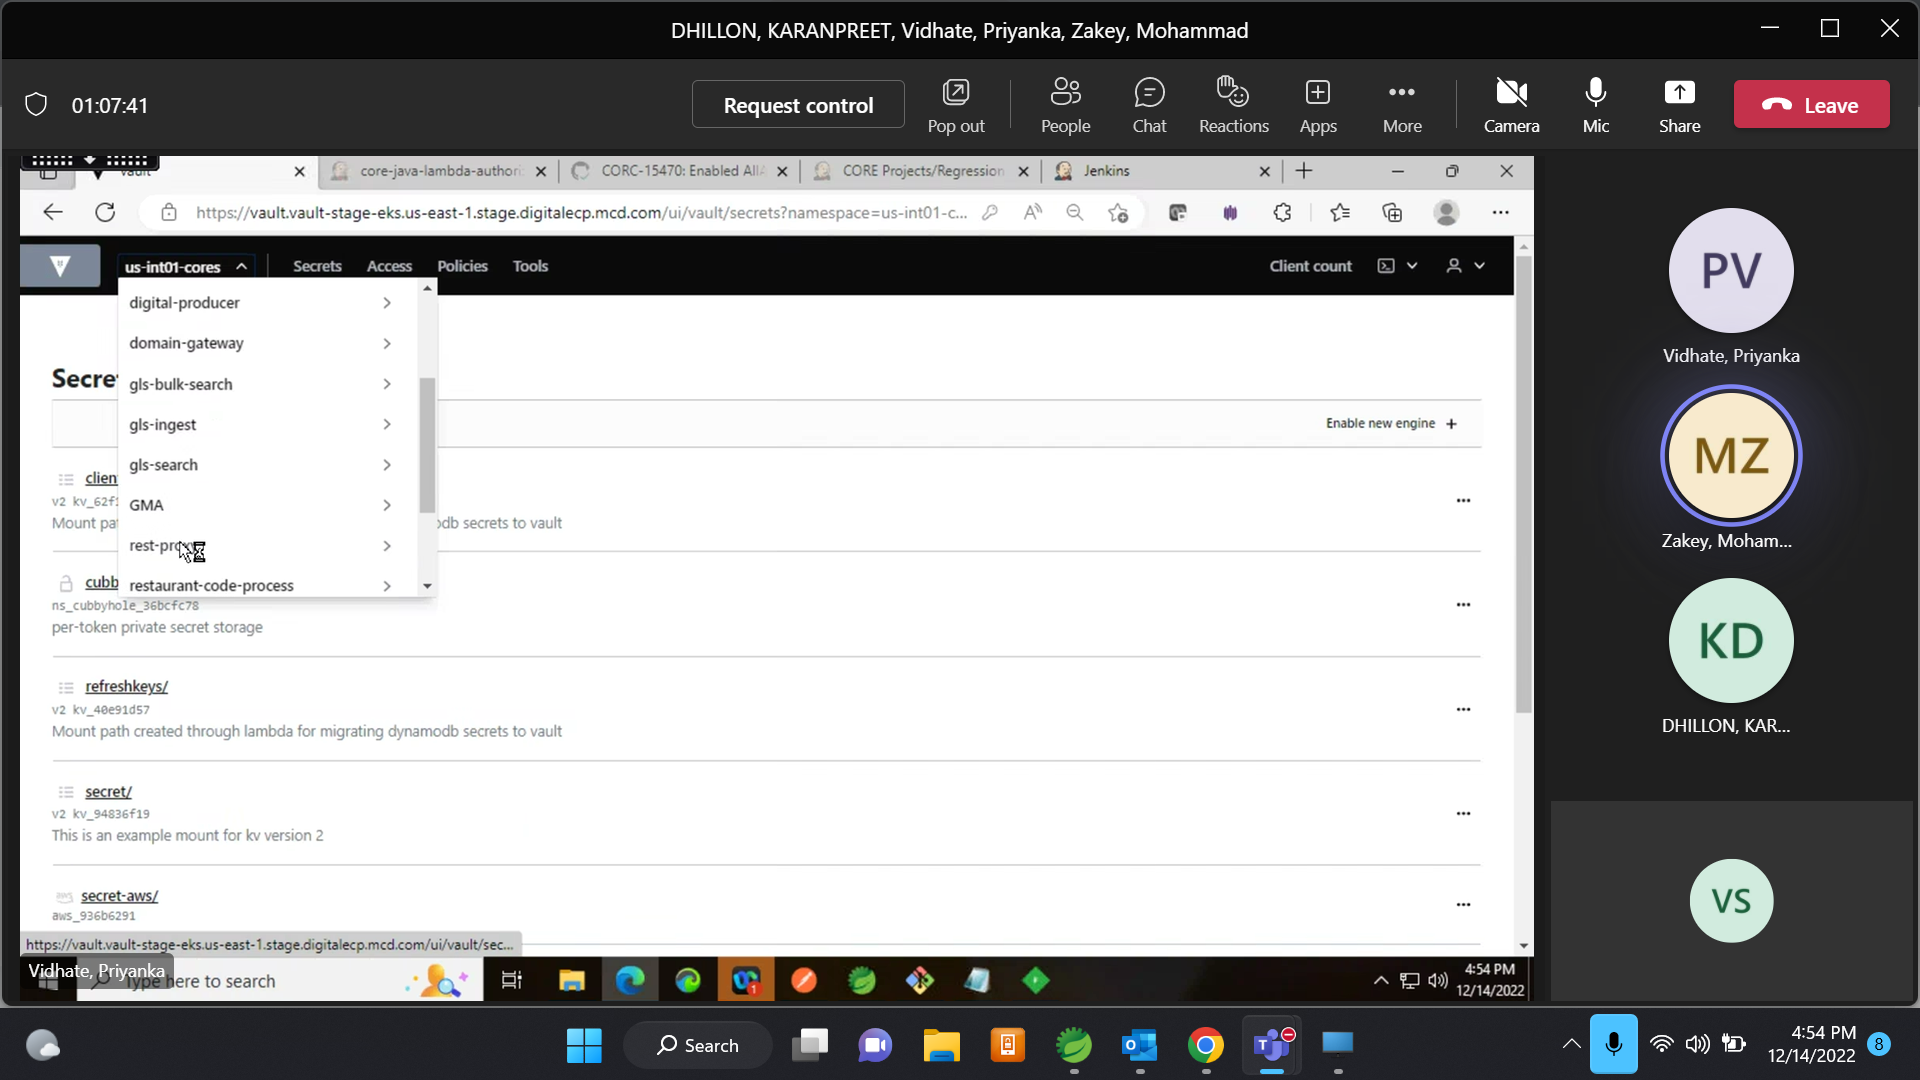 DHILLON, KARANPREET, Vidhate, Priyanka, Zakey, Mohammad
01:07:41
Request control
Pop out
People
Chat
Reactions
Apps
More
Camera
Mic
Share
Leave
vault
core-java-lambda-authori
CORC-15470: Enabled All
CORE Projects/Regression
Jenkins
https://vault.vault-stage-eks.us-east-1.stage.digitalecp.mcd.com/ui/vault/secrets?namespace=us-int01-c...
us-int01-cores
Secrets
Access
Policies
Tools
Client count
digital-producer
domain-gateway
gls-bulk-search
gls-ingest
gls-search
GMA
rest-proxy
restaurant-code-process
Secre
Enable new engine +
clien
v2 kv_62f1
Mount pat
odb secrets to vault
cubb
ns_cubbyhole_36bcfc78
per-token private secret storage
refreshkeys/
v2 kv_40e91d57
Mount path created through lambda for migrating dynamodb secrets to vault
secret/
v2 kv_94836f19
This is an example mount for kv version 2
aws secret-aws/
aws_936b6291
https://vault.vault-stage-eks.us-east-1.stage.digitalecp.mcd.com/ui/vault/sec...
Vidhate, Priyanka
Type here to search
1
4:54 PM
12/14/2022
PV
Vidhate, Priyanka
MZ
Zakey, Moham...
KD
DHILLON, KAR...
VS
Search
4:54 PM
12/14/2022
8